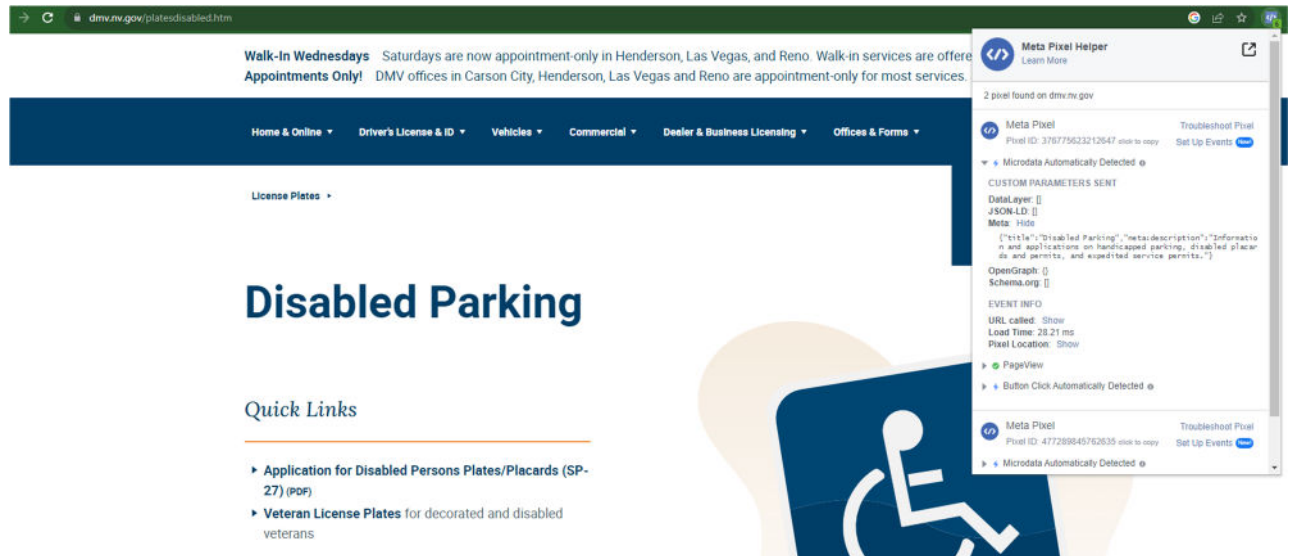 dmv.nv.gov/platesdisabled.htm
Walk-In Wednesdays Saturdays are now appointment-only in Henderson, Las Vegas, and Reno. Walk-in services are offere
Appointments Only! DMV offices in Carson City, Henderson, Las Vegas and Reno are appointment-only for most services.
Home & Online Driver's License & ID Vehicles Commercial Dealer & Business Licensing Offices & Forms
License Plates
Disabled Parking
Quick Links
Application for Disabled Persons Plates/Placards (SP-
27) (PDF)
Veteran License Plates for decorated and disabled
veterans
Meta Pixel Helper
Learn More
2 pixel found on dmv.nv.gov
Meta Pixel Troubleshoot Pixel
Pixel ID: 376775623212647 click to copy Set Up Events New!
Microdata Automatically Detected
CUSTOM PARAMETERS SENT
DataLayer: []
JSON-LD: []
Meta: Hide
{"title":"Disabled Parking","meta:description":"Informatio
n and applications on handicapped parking, disabled placar
ds and permits, and expedited service permits."}
OpenGraph: {}
Schema.org: []
EVENT INFO
URL called: Show
Load Time: 28.21 ms
Pixel Location: Show
PageView
Button Click Automatically Detected
Meta Pixel Troubleshoot Pixel
Pixel ID: 477289845762635 click to copy Set Up Events New!
Microdata Automatically Detected